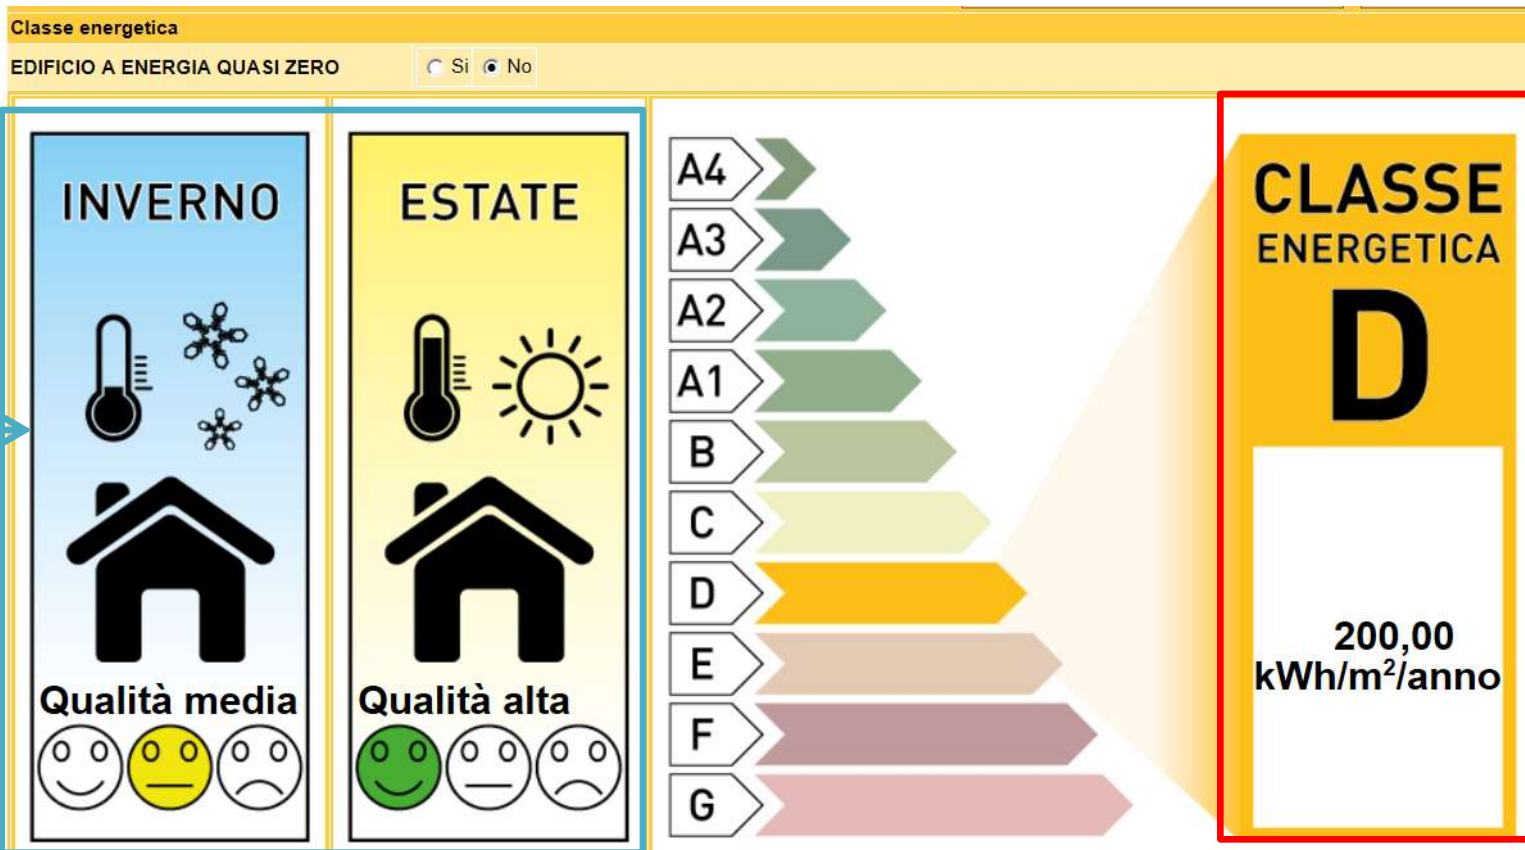 Classe energetica
EDIFICIO A ENERGIA QUASI ZERO Si No
INVERNO
Qualità media
ESTATE
Qualità alta
A4
A3
A2
A1
B
C
D
E
F
G
CLASSE
ENERGETICA
D
200,00
kWh/m²/anno